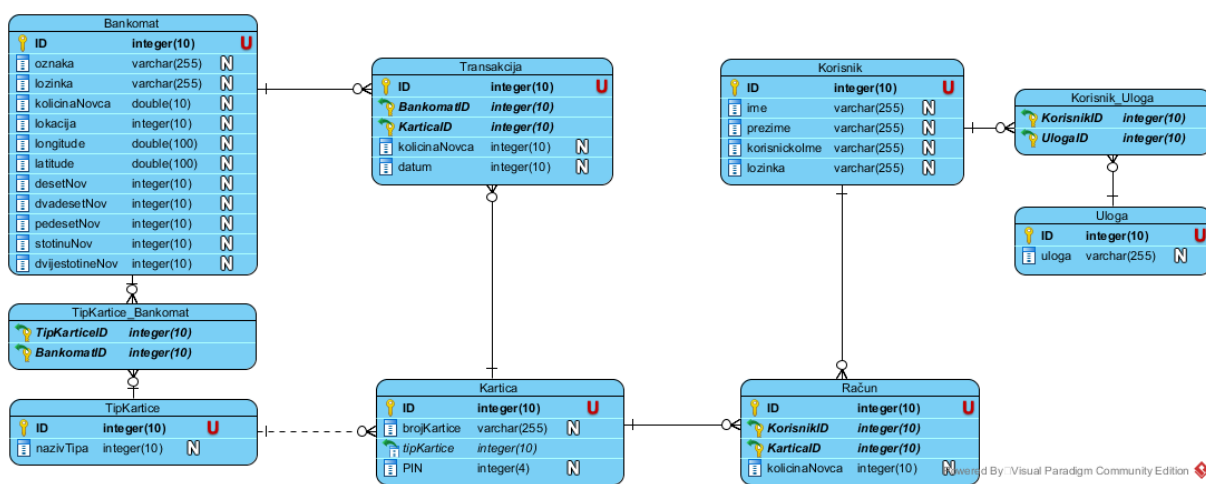 Bankomat
ID integer(10) U
oznaka varchar(255) N
lozinka varchar(255) N
kolicinaNovca double(10) N
lokacija integer(10) N
longitude double(100) N
latitude double(100) N
desetNov integer(10) N
dvadesetNov integer(10) N
pedesetNov integer(10) N
stotinuNov integer(10) N
dvijestotineNov integer(10) N
Transakcija
ID integer(10) U
BankomatID integer(10)
KarticaID integer(10)
kolicinaNovca integer(10) N
datum integer(10) N
Korisnik
ID integer(10) U
ime varchar(255) N
prezime varchar(255) N
korisnickoIme varchar(255) N
lozinka varchar(255) N
Korisnik_Uloga
KorisnikID integer(10)
UlogaID integer(10)
Uloga
ID integer(10) U
uloga varchar(255) N
TipKartice_Bankomat
TipKarticeID integer(10)
BankomatID integer(10)
TipKartice
ID integer(10) U
nazivTipa integer(10) N
Kartica
ID integer(10) U
brojKartice varchar(255) N
tipKartice integer(10)
PIN integer(4) N
Račun
ID integer(10) U
KorisnikID integer(10)
KarticaID integer(10)
kolicinaNovca integer(10) N
Powered By Visual Paradigm Community Edition